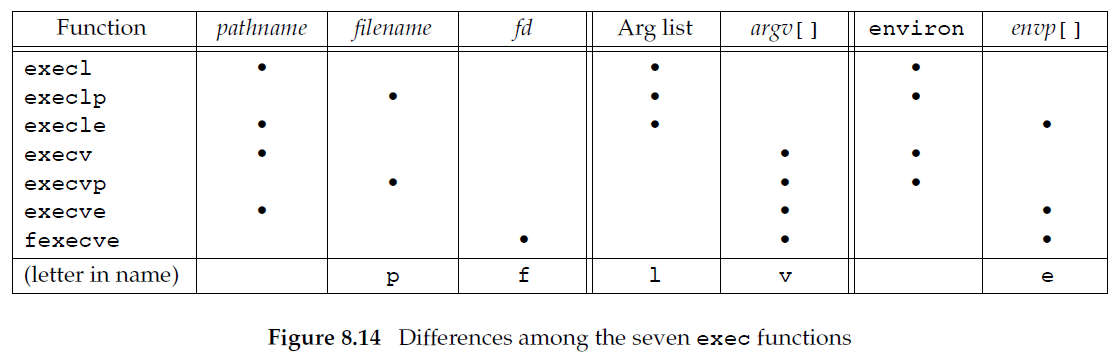 Function pathname filename fd Arg list argv[] environ envp[]
execl • • •
execlp • • •
execle • • •
execv • • •
execvp • • •
execve • • •
fexecve • • •
(letter in name) p f l v e
Figure 8.14 Differences among the seven exec functions